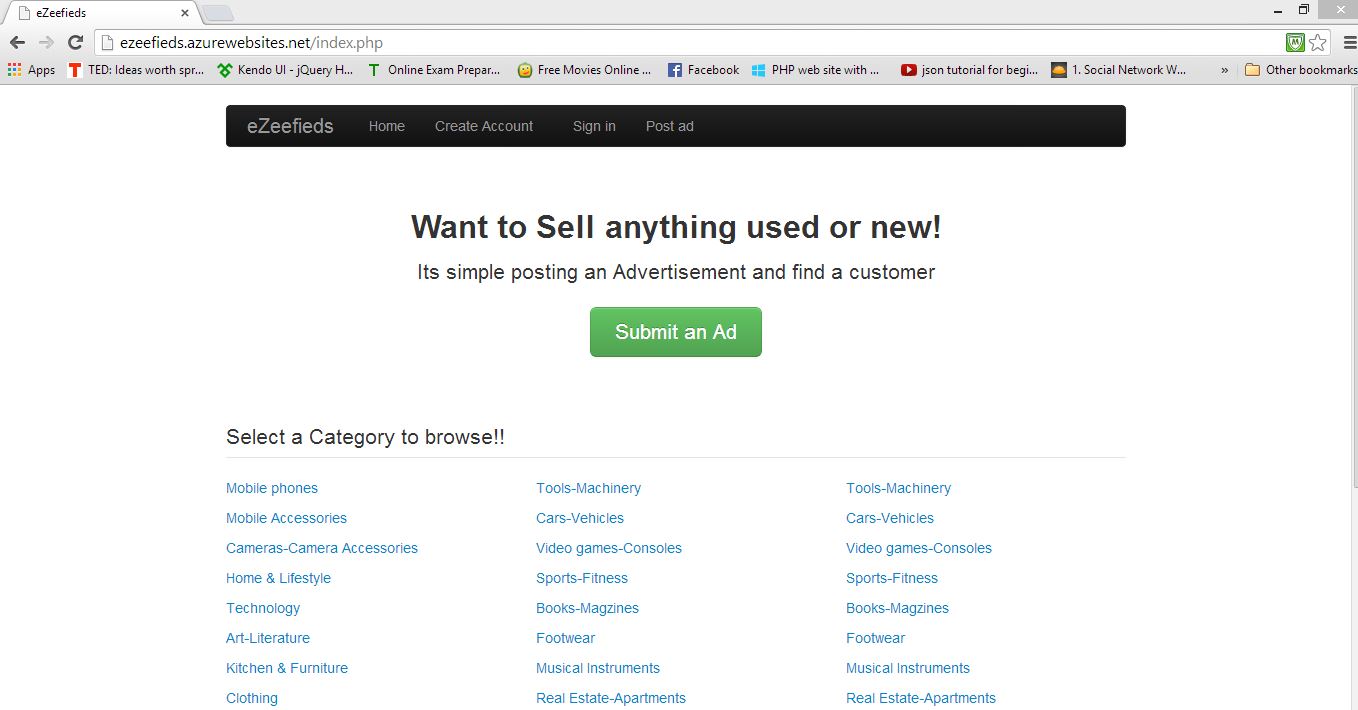 eZeefieds
ezeefieds.azurewebsites.net/index.php
Apps TED: Ideas worth spr... Kendo UI - jQuery H... Online Exam Prepar... Free Movies Online ... Facebook PHP web site with ... json tutorial for begi... 1. Social Network W... » Other bookmarks
eZeefieds Home Create Account Sign in Post ad
Want to Sell anything used or new!
Its simple posting an Advertisement and find a customer
Submit an Ad
Select a Category to browse!!
Mobile phones Tools-Machinery Tools-Machinery
Mobile Accessories Cars-Vehicles Cars-Vehicles
Cameras-Camera Accessories Video games-Consoles Video games-Consoles
Home & Lifestyle Sports-Fitness Sports-Fitness
Technology Books-Magzines Books-Magzines
Art-Literature Footwear Footwear
Kitchen & Furniture Musical Instruments Musical Instruments
Clothing Real Estate-Apartments Real Estate-Apartments